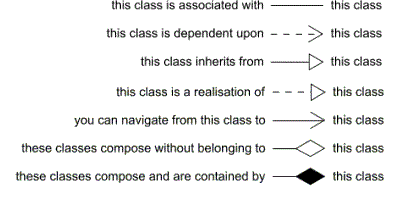 this class is associated with this class
this class is dependent upon this class
this class inherits from this class
this class is a realisation of this class
you can navigate from this class to this class
these classes compose without belonging to this class
these classes compose and are contained by this class